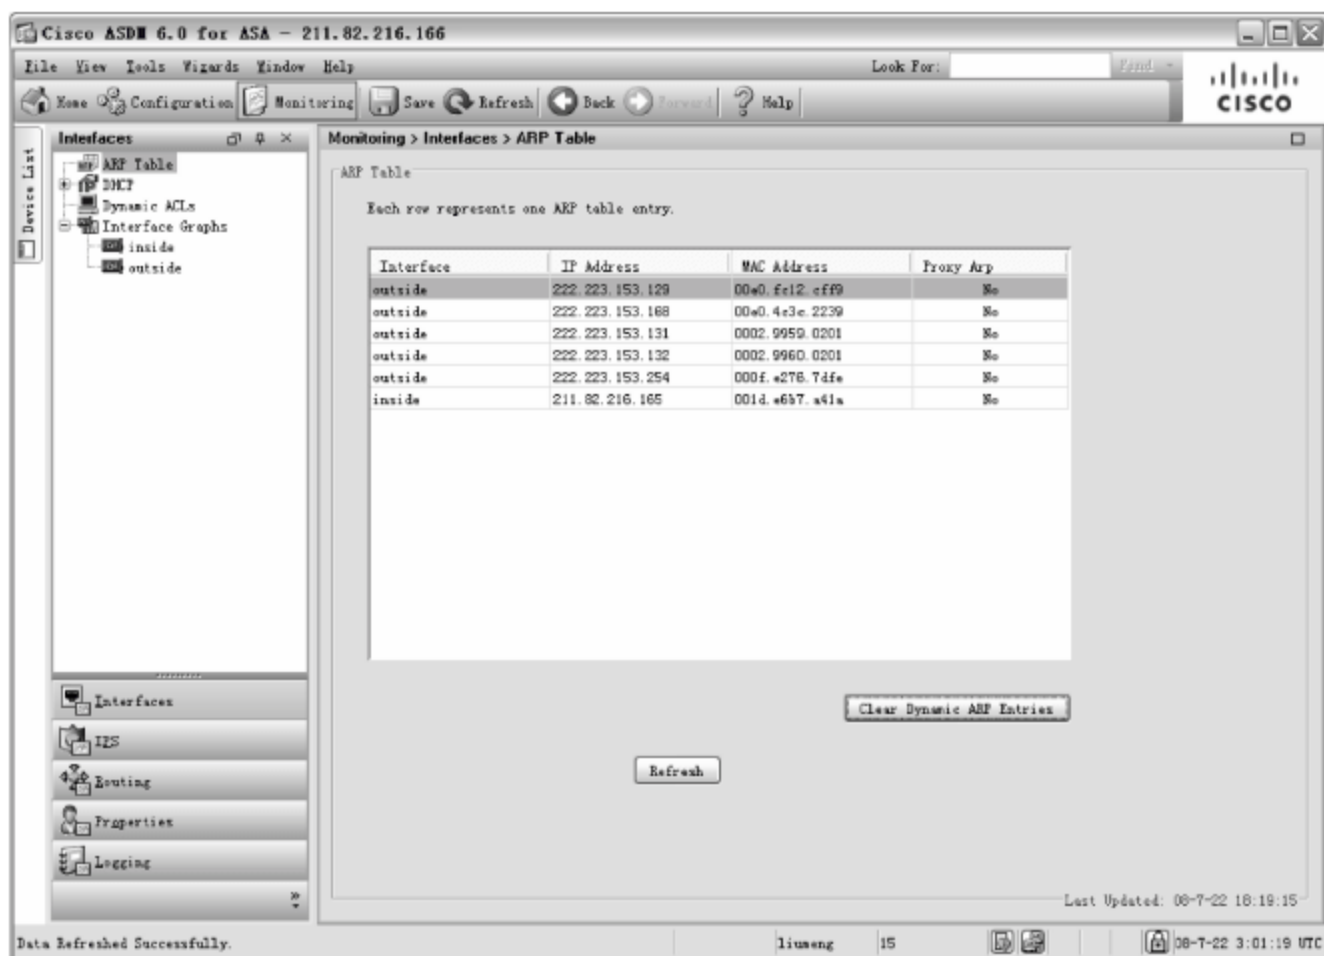 Cisco ASDM 6.0 for ASA - 211.82.216.166
File View Tools Wizards Window Help
Look For:
Find
Home Configuration Monitoring Save Refresh Back Forward Help
CISCO
Device List
Interfaces
ARP Table
DHCP
Dynamic ACLs
Interface Graphs
inside
outside
Interfaces
IPS
Routing
Properties
Logging
Monitoring > Interfaces > ARP Table
ARP Table
Each row represents one ARP table entry.
Interface IP Address MAC Address Proxy Arp
outside 222.223.153.129 00e0.fc12.cff9 No
outside 222.223.153.168 00e0.4c3c.2239 No
outside 222.223.153.131 0002.9959.0201 No
outside 222.223.153.132 0002.9960.0201 No
outside 222.223.153.254 000f.e276.7dfe No
inside 211.82.216.165 001d.e6b7.a41a No
Clear Dynamic ARP Entries
Refresh
Last Updated: 08-7-22 18:19:15
Data Refreshed Successfully.
liumeng
15
08-7-22 3:01:19 UTC